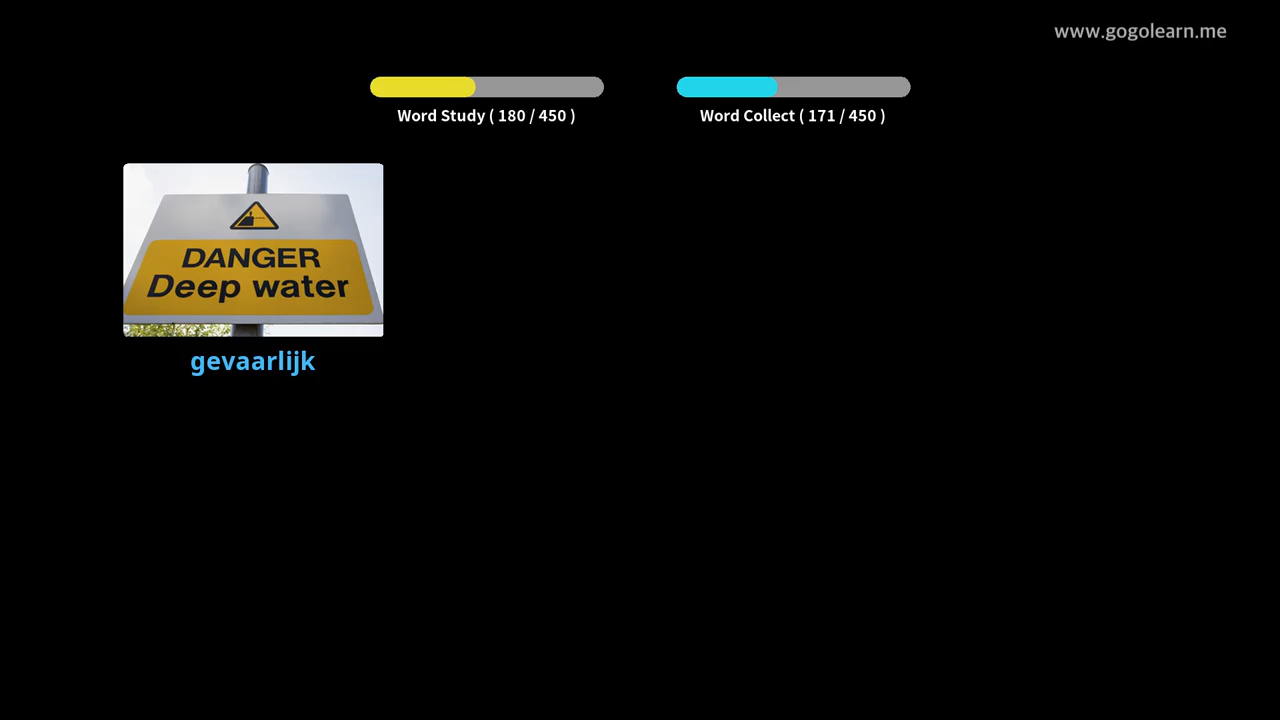 www.gogolearn.me
Word Study ( 180 / 450 )
Word Collect ( 171 / 450 )
DANGER
Deep water
gevaarlijk